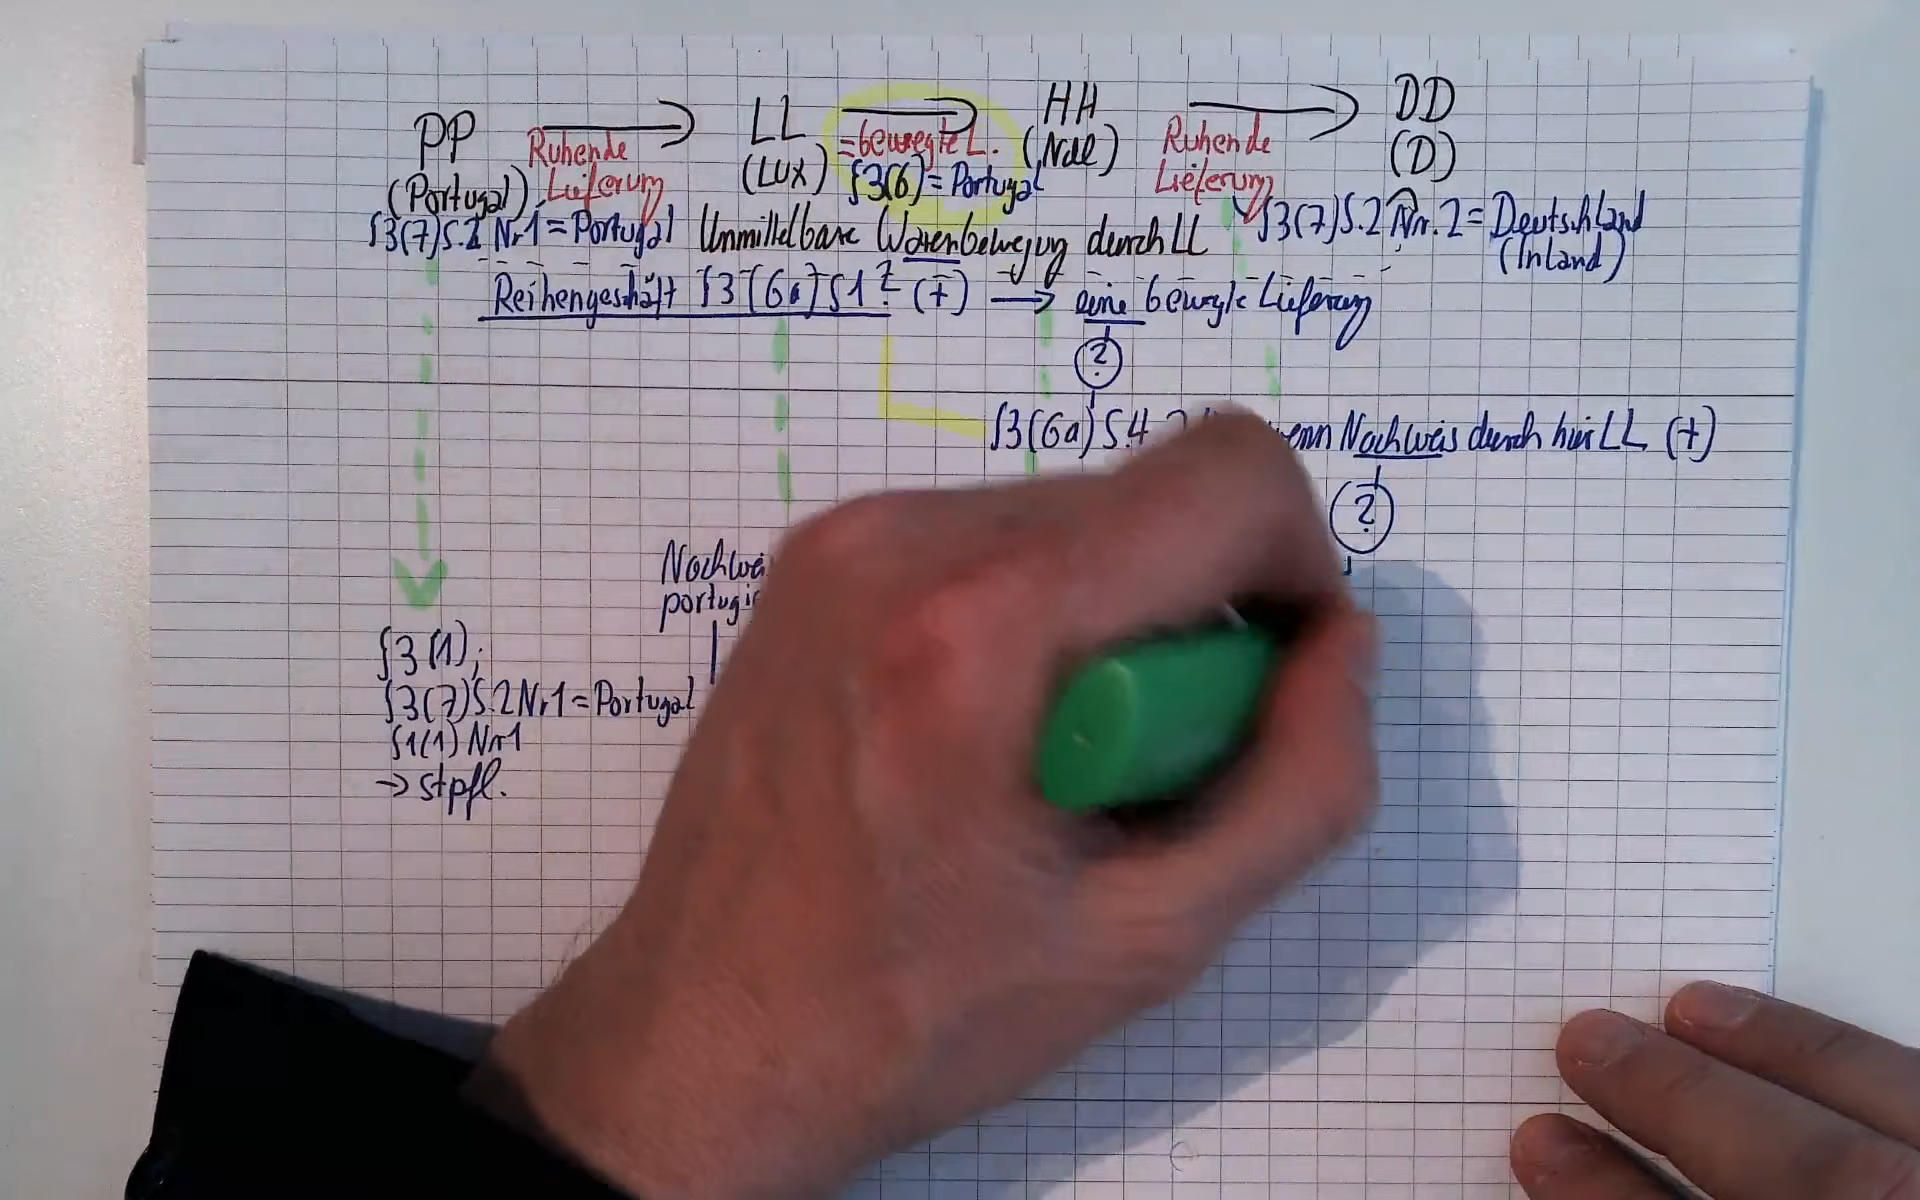 PP LL HH DD
Ruhende =bewegte L. Ruhende
(Portugal) Lieferung (LUX) §3(6)=Portugal (Ndl) Lieferung (D)
§3(7)S.2 Nr1=Portugal Unmittelbare Warenbewegung durch LL §3(7)S.2 Nr.2=Deutschland
(Inland)
Reihengeschäft §3(6a)S1? (+) → eine bewegte Lieferung
?
§3(6a)S.4 wenn Nachweis durch hier LL (+)
?
§3(1);
§3(7)S.2Nr1=Portugal
§1(1)Nr1
→ stpfl.